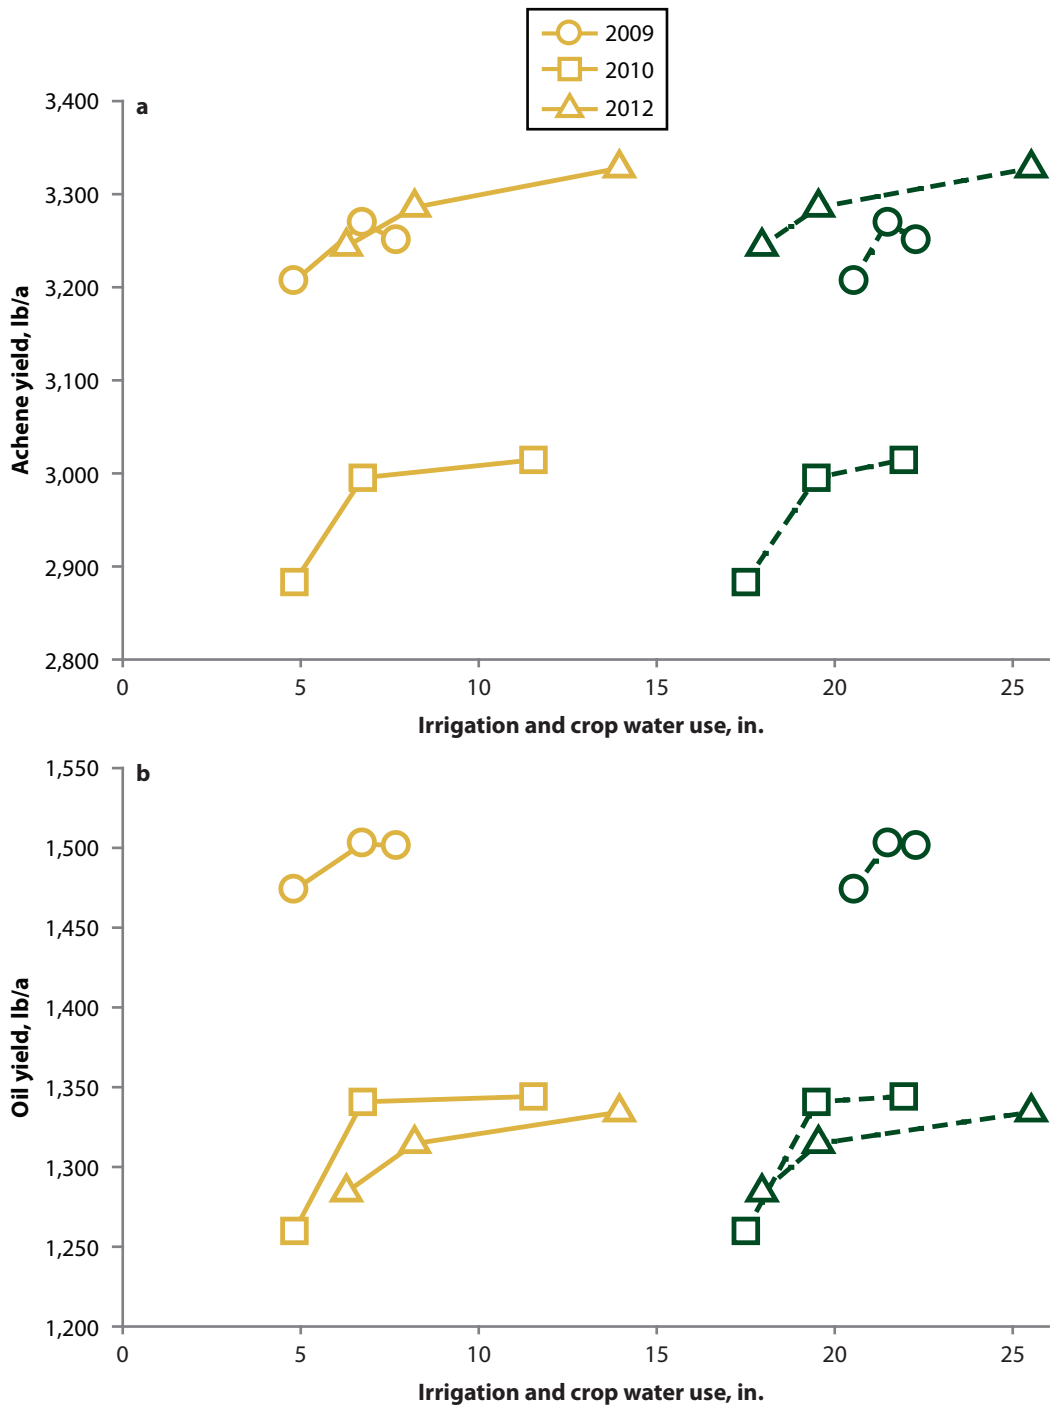 2009
2010
2012
a
3,400
3,300
3,200
3,100
3,000
2,900
2,800
Achene yield, lb/a
0 5 10 15 20 25
Irrigation and crop water use, in.
b
1,550
1,500
1,450
1,400
1,350
1,300
1,250
1,200
Oil yield, lb/a
0 5 10 15 20 25
Irrigation and crop water use, in.